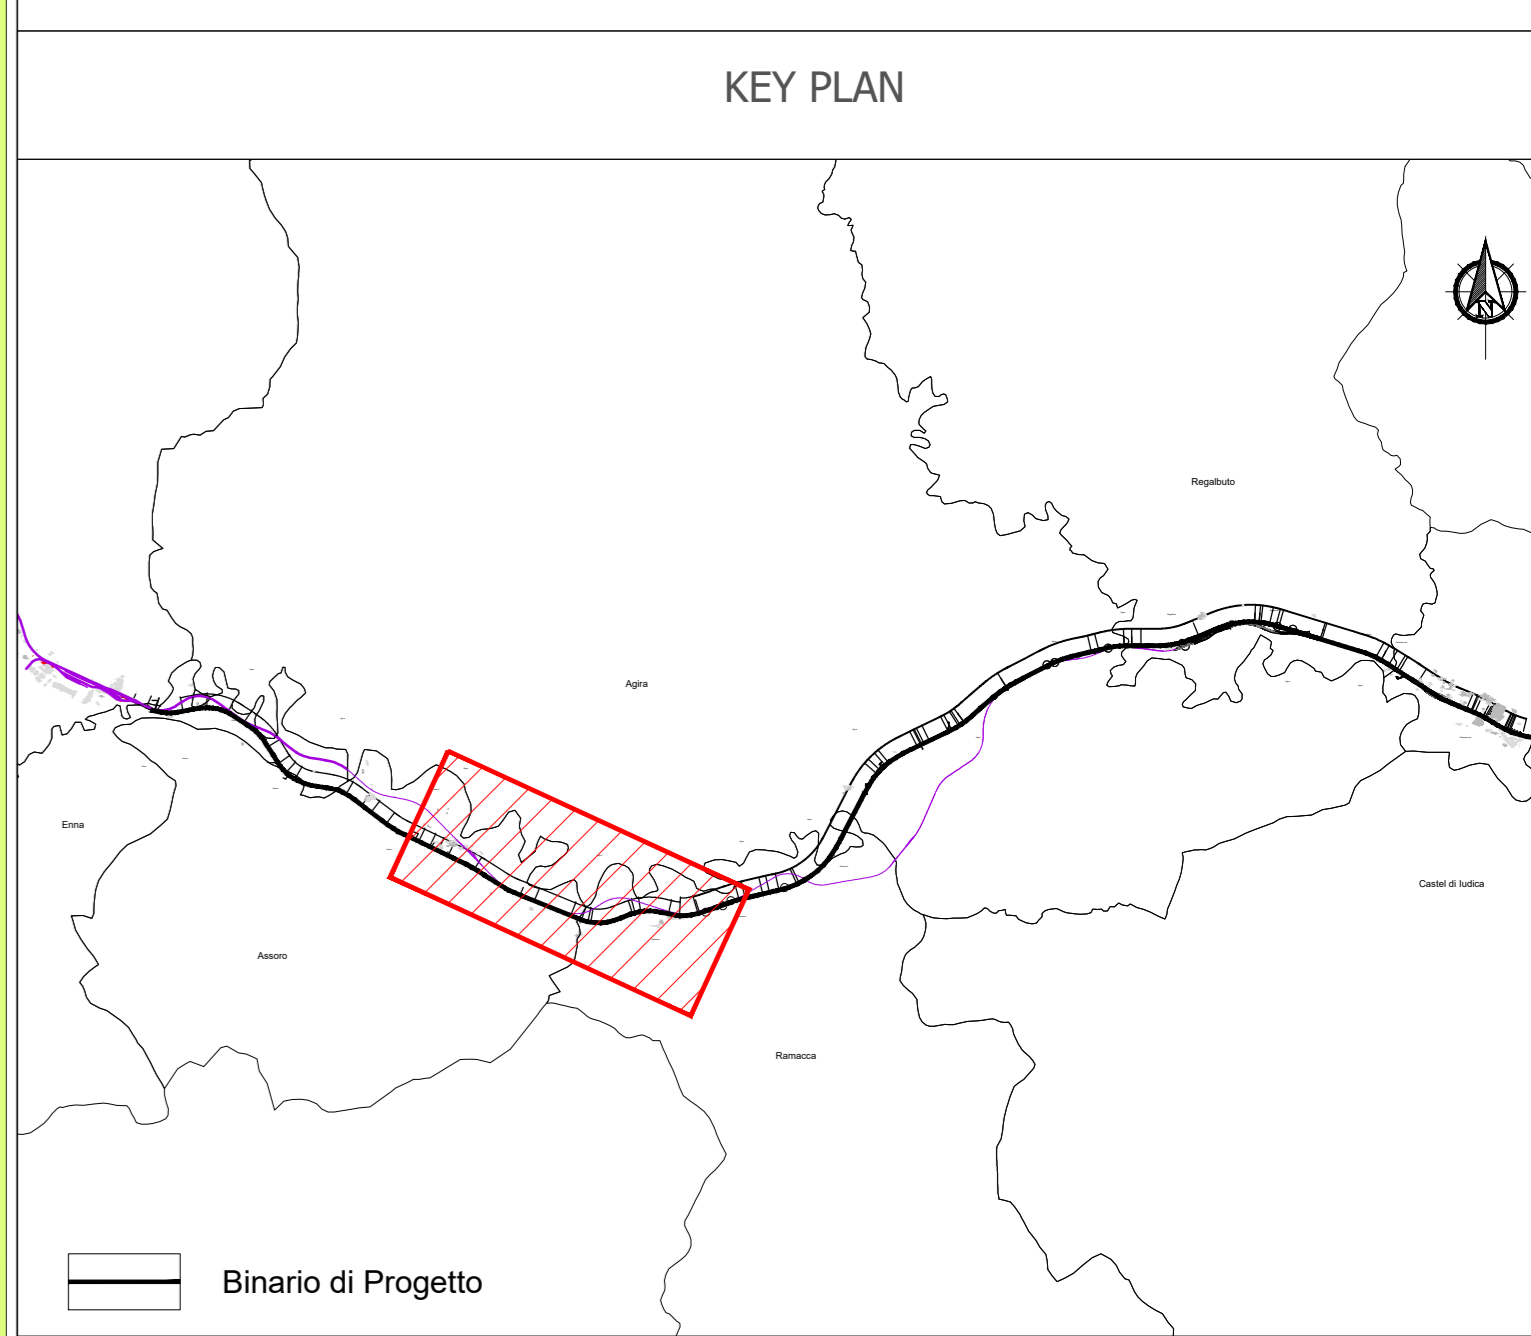 KEY PLAN
N
Regalbuto
Agira
Enna
Castel di Iudica
Assoro
Ramacca
Binario di Progetto